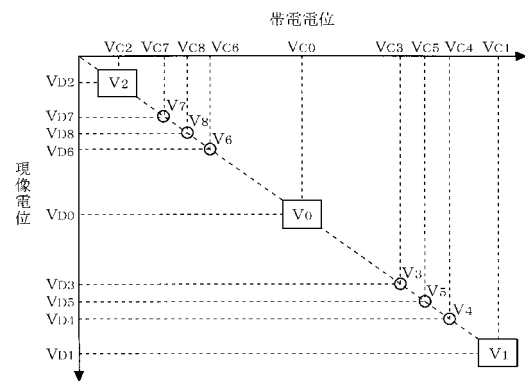 帯電電位
VC2 VC7 VC8 VC6 VC0 VC3 VC5 VC4 VC1
現像電位
VD2
VD7
VD8
VD6
VD0
VD3
VD5
VD4
VD1
V2
V7
V8
V6
V0
V3
V5
V4
V1